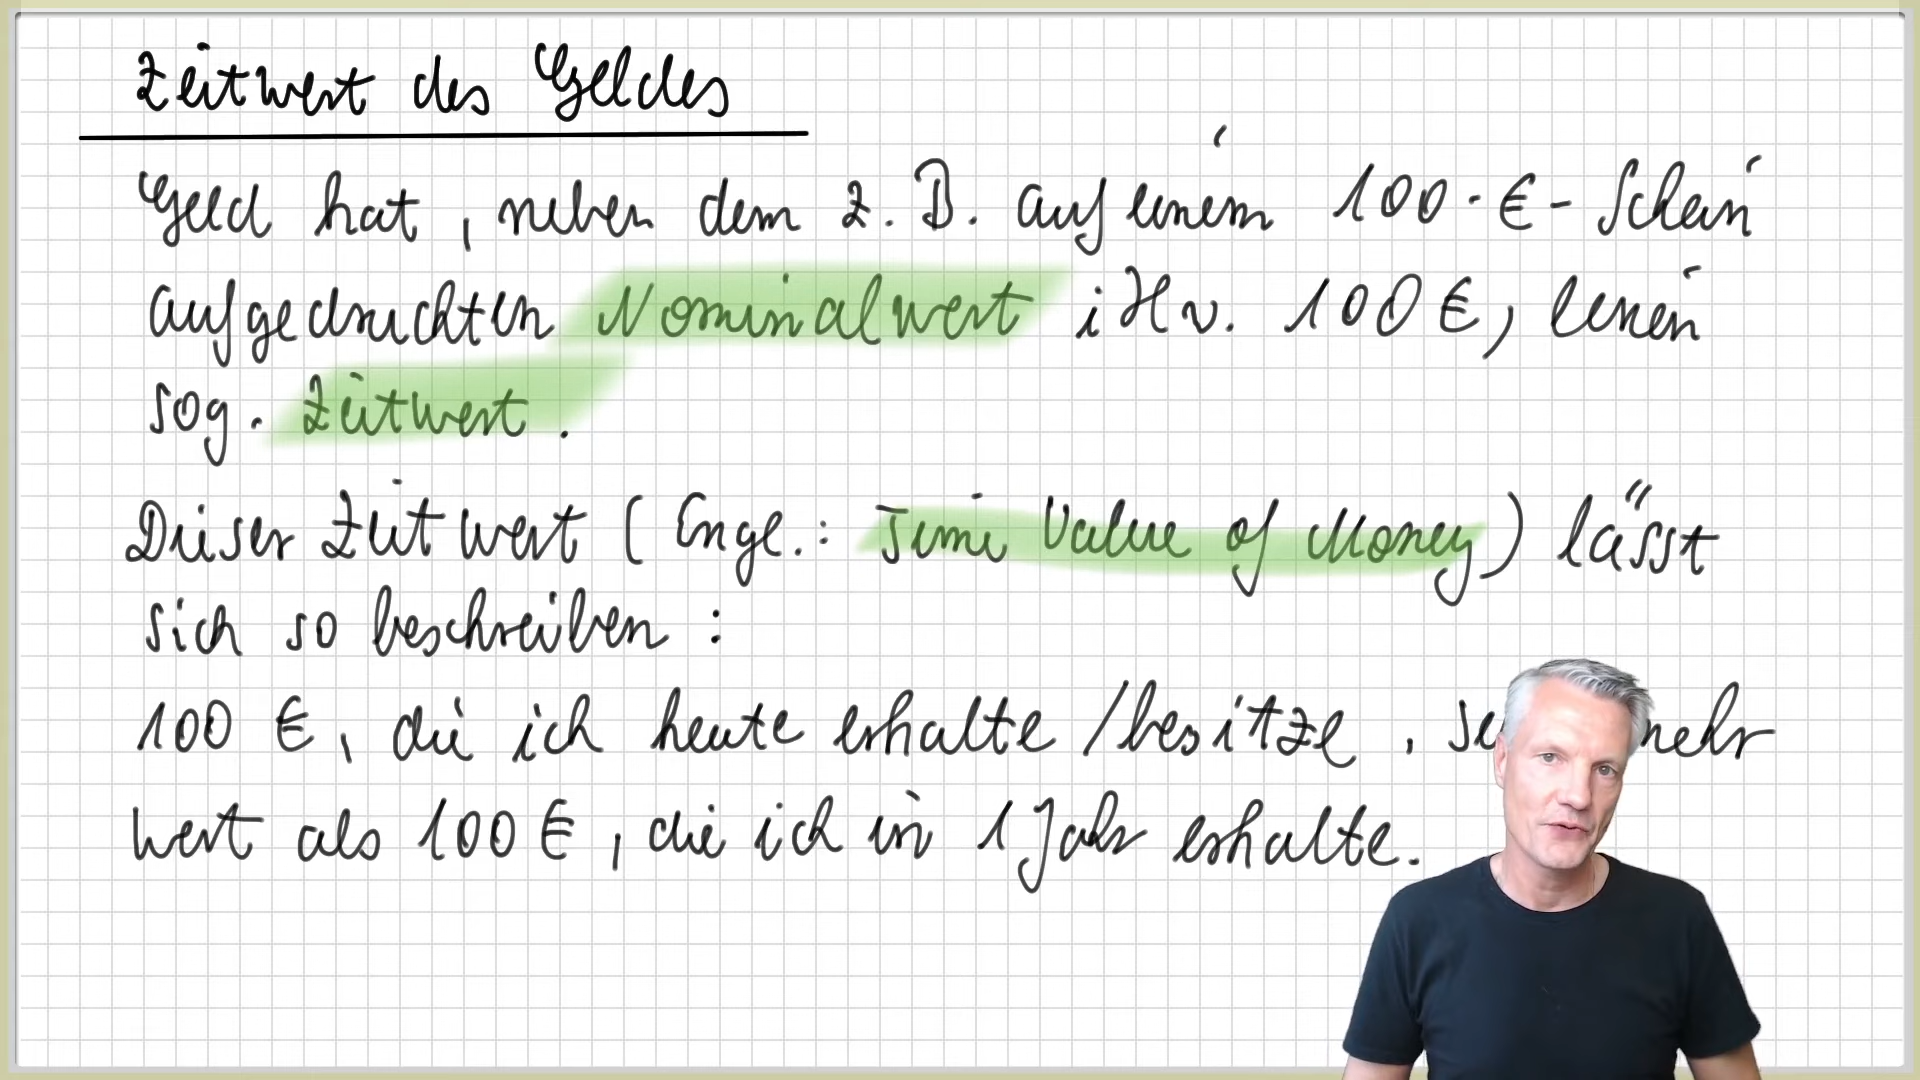 Zeitwert des Geldes
Geld hat, neben dem z. B. auf einem 100-€-Schein
aufgedruckten Nominalwert iHv. 100 €, einen
sog. Zeitwert.
Dieser Zeitwert (Engl.: Time Value of Money) lässt
sich so beschreiben:
100 €, die ich heute erhalte/besitze, mehr
wert als 100 €, die ich in 1 Jahr erhalte.